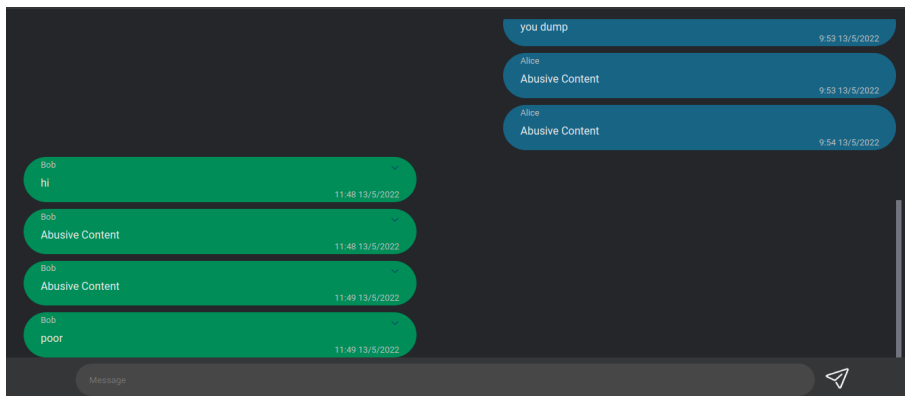 you dump
9:53 13/5/2022
Alice
Abusive Content
9:53 13/5/2022
Alice
Abusive Content
9:54 13/5/2022
Bob
hi
11:48 13/5/2022
Bob
Abusive Content
11:48 13/5/2022
Bob
Abusive Content
11:49 13/5/2022
Bob
poor
11:49 13/5/2022
Message